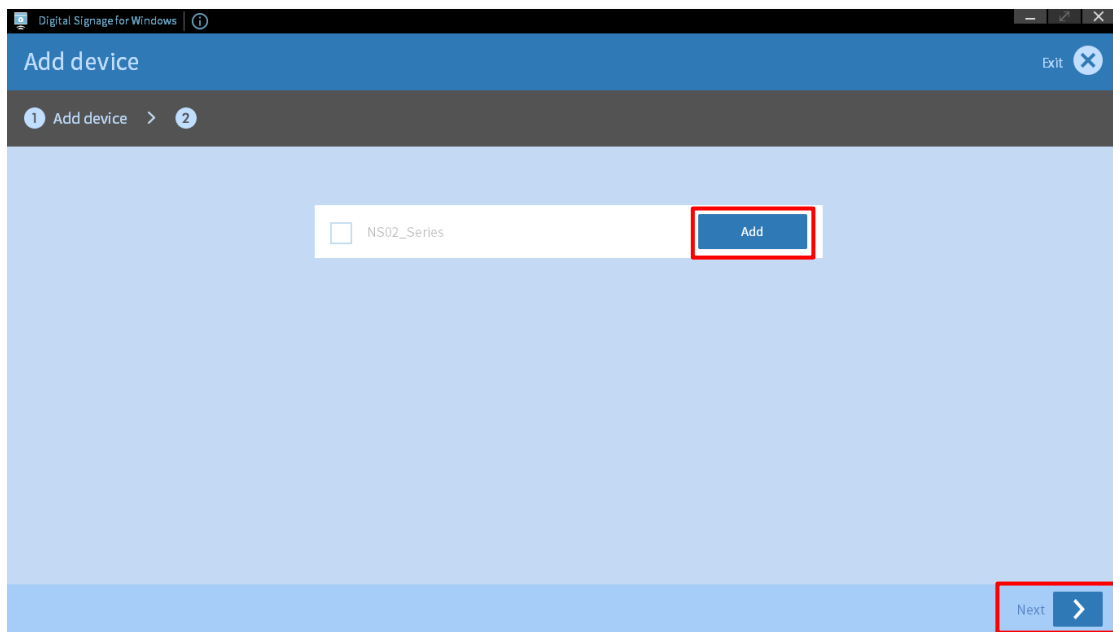 Digital Signage for Windows
Add device
Exit
1 Add device > 2
NS02_Series
Add
Next